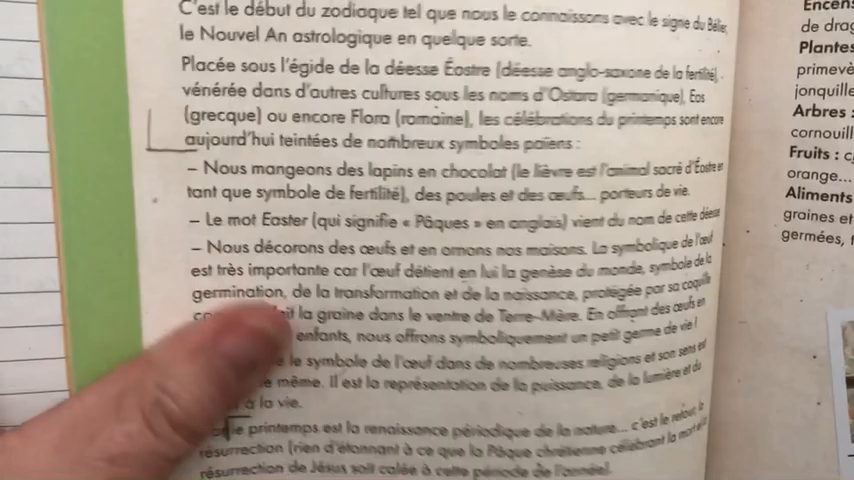 C'est le début du zodiaque tel que nous le connaissons avec le signe du Bélier,
le Nouvel An astrologique en quelque sorte.
Placée sous l'égide de la déesse Éostre (déesse anglo-saxone de la fertilité),
vénérée dans d'autres cultures sous les noms d'Ostara (germanique), Eos
(grecque) ou encore Flora (romaine), les célébrations du printemps sont encore
aujourd'hui teintées de nombreux symboles païens :
– Nous mangeons des lapins en chocolat (le lièvre est l'animal sacré d'Éostre en
tant que symbole de fertilité), des poules et des œufs... porteurs de vie.
– Le mot Easter (qui signifie « Pâques » en anglais) vient du nom de cette déesse
– Nous décorons des œufs et en ornons nos maisons. La symbolique de l'œuf
est très importante car l'œuf détient en lui la genèse du monde, symbole de la
germination, de la transformation et de la naissance, protégée par sa coquille
la graine dans le ventre de Terre-Mère. En offrant des œufs en
enfants, nous offrons symboliquement un petit germe de vie !
le symbole de l'œuf dans de nombreuses religions et son sens est
même. Il est la représentation de la puissance, de la lumière et du
à la vie.
printemps est la renaissance périodique de la nature... c'est le retour, la
résurrection (rien d'étonnant à ce que la Pâque chrétienne célébrant la mort et la
résurrection de Jésus soit calée à cette période de l'année).
Encens
de drag
Plantes
primevè
jonquille
Arbres :
cornouill
Fruits :
orange...
Aliments
graines et
germées,